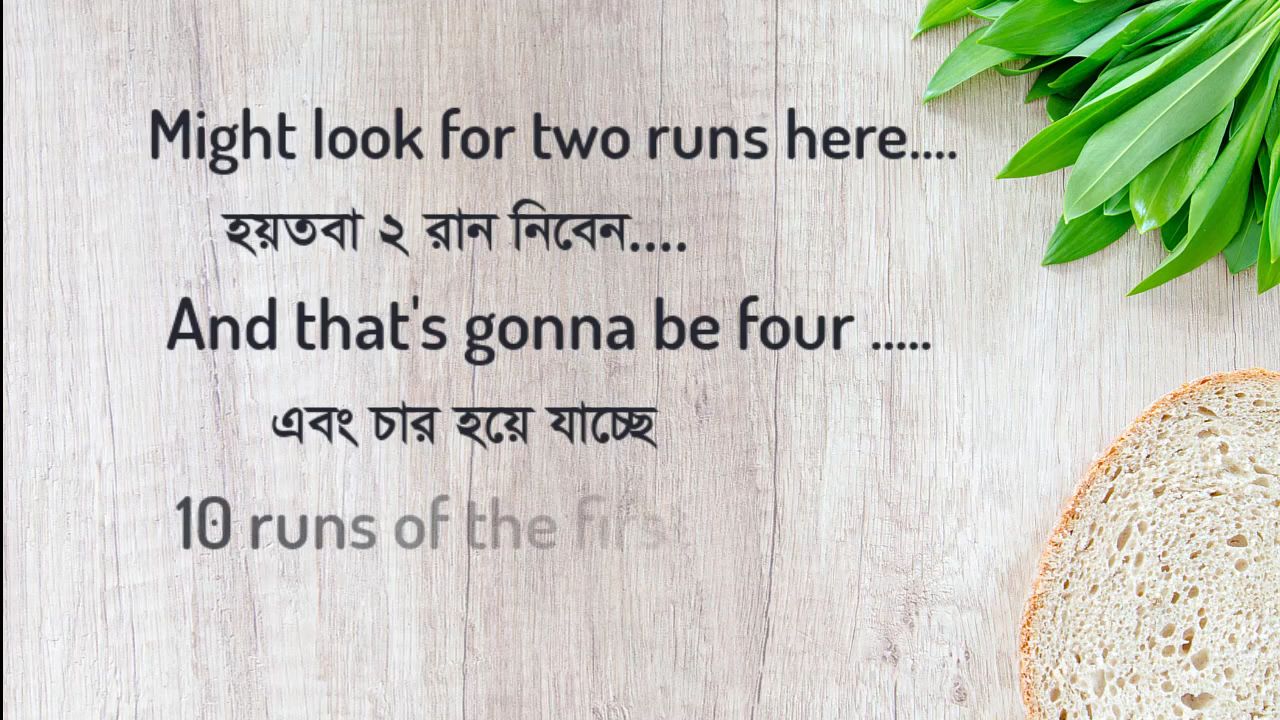 Might look for two runs here....
হয়তবা ২ রান নিবেন....
And that's gonna be four .....
এবং চার হয়ে যাচ্ছে
10 runs of the firs